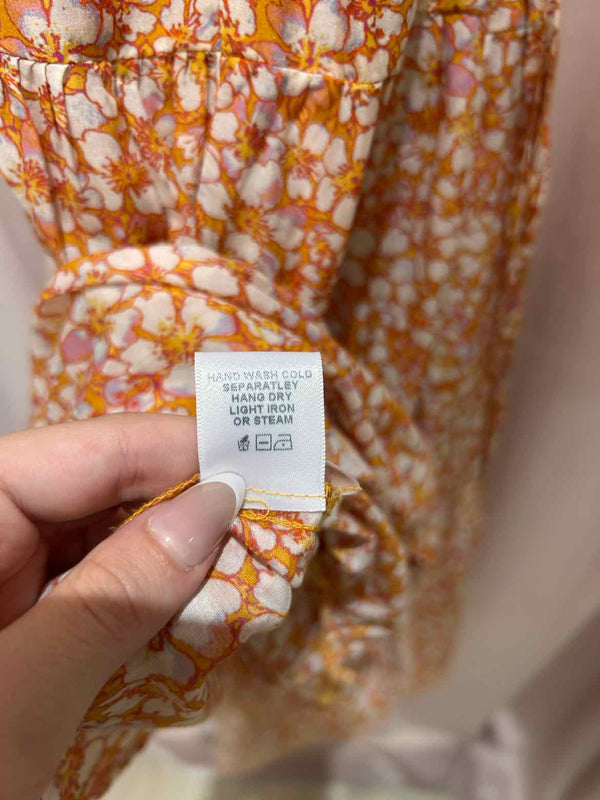 HAND WASH COLD
SEPARATLEY
HANG DRY
LIGHT IRON
OR STEAM